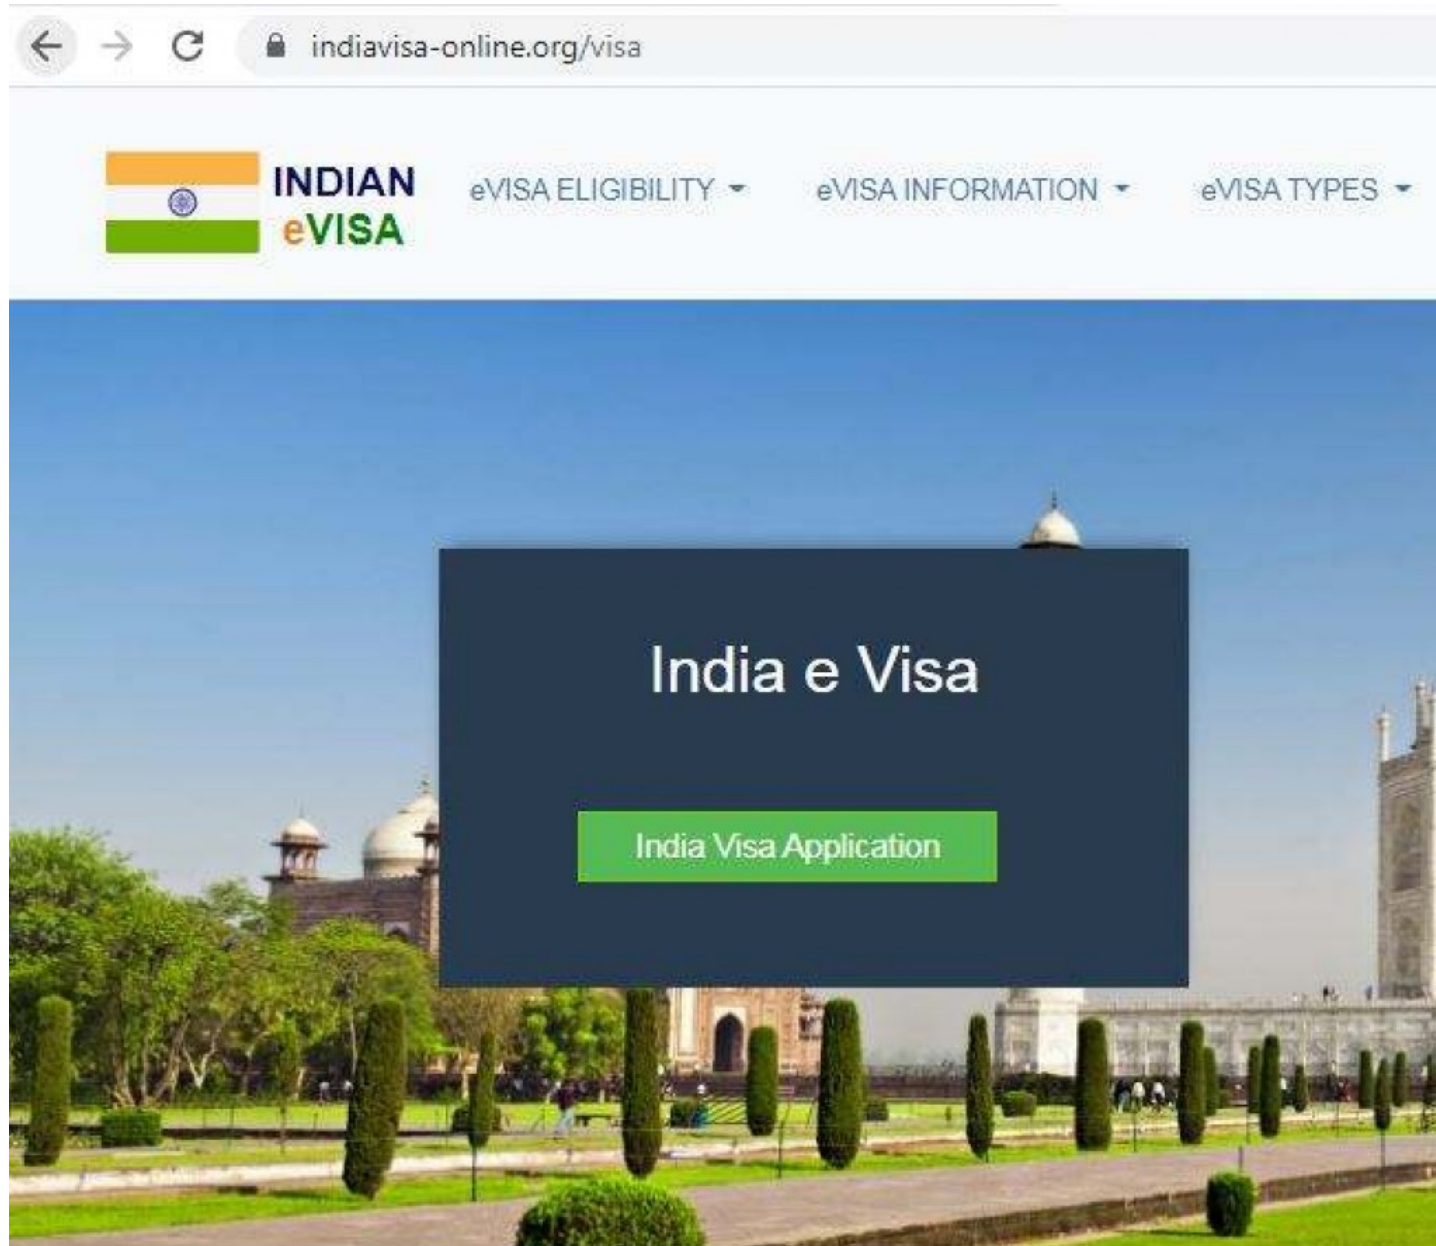 indiavisa-online.org/visa
INDIAN
eVISA
eVISA ELIGIBILITY
eVISA INFORMATION
eVISA TYPES
India e Visa
India Visa Application